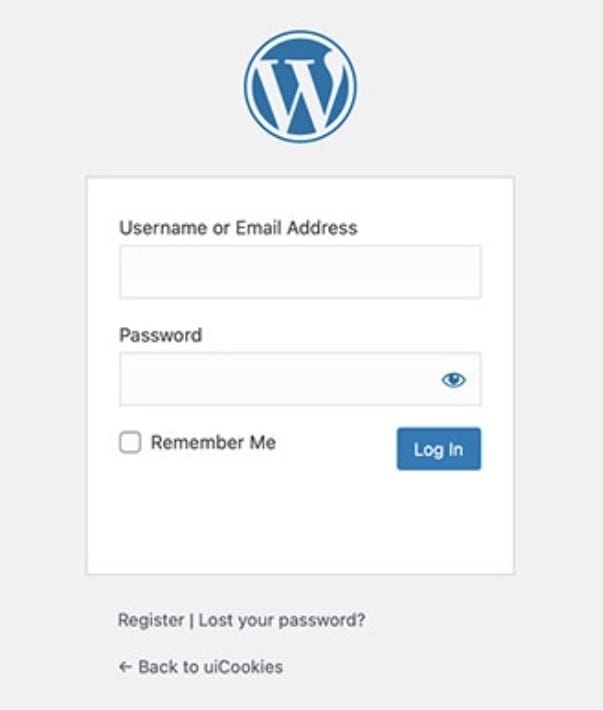 Username or Email Address
Password
Remember Me
Log In
Register | Lost your password?
← Back to uiCookies